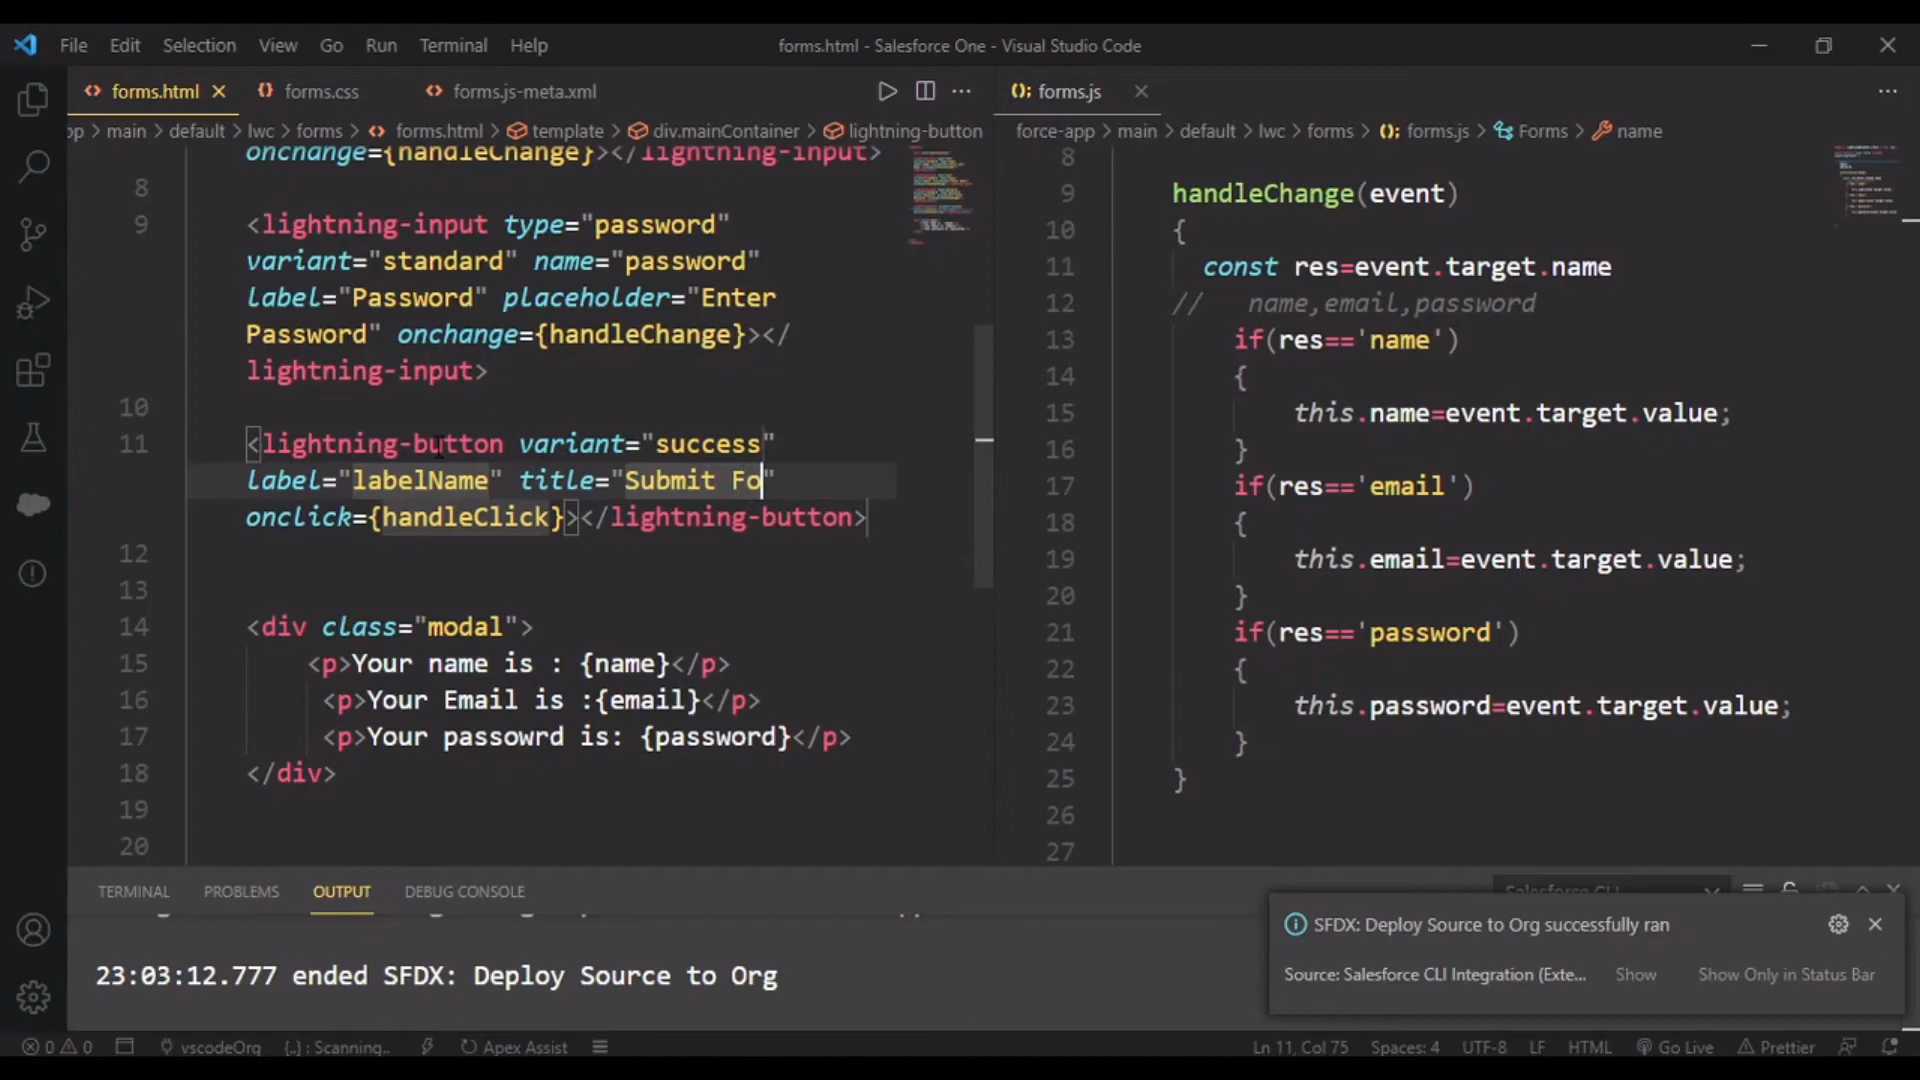 File Edit Selection View Go Run Terminal Help
forms.html - Salesforce One - Visual Studio Code
forms.html
forms.css
forms.js-meta.xml
pp > main > default > lwc > forms > forms.html > template > div.mainContainer > lightning-button
onchange={handleChange}></lightning-input>
8
9 <lightning-input type="password"
variant="standard" name="password"
label="Password" placeholder="Enter
Password" onchange={handleChange}></
lightning-input>
10
11 <lightning-button variant="success"
label="labelName" title="Submit Fo"
onclick={handleClick}></lightning-button>
12
13
14 <div class="modal">
15 <p>Your name is : {name}</p>
16 <p>Your Email is :{email}</p>
17 <p>Your passowrd is: {password}</p>
18 </div>
19
20
forms.js
force-app > main > default > lwc > forms > forms.js > Forms > name
8
9 handleChange(event)
10 {
11 const res=event.target.name
12 // name,email,password
13 if(res=='name')
14 {
15 this.name=event.target.value;
16 }
17 if(res=='email')
18 {
19 this.email=event.target.value;
20 }
21 if(res=='password')
22 {
23 this.password=event.target.value;
24 }
25 }
26
27
TERMINAL PROBLEMS OUTPUT DEBUG CONSOLE
Salesforce CLI
23:03:12.777 ended SFDX: Deploy Source to Org
SFDX: Deploy Source to Org successfully ran
Source: Salesforce CLI Integration (Exte... Show Show Only in Status Bar
0 0 vscodeOrg {..} : Scanning.. Apex Assist
Ln 11, Col 75 Spaces: 4 UTF-8 LF HTML Go Live Prettier